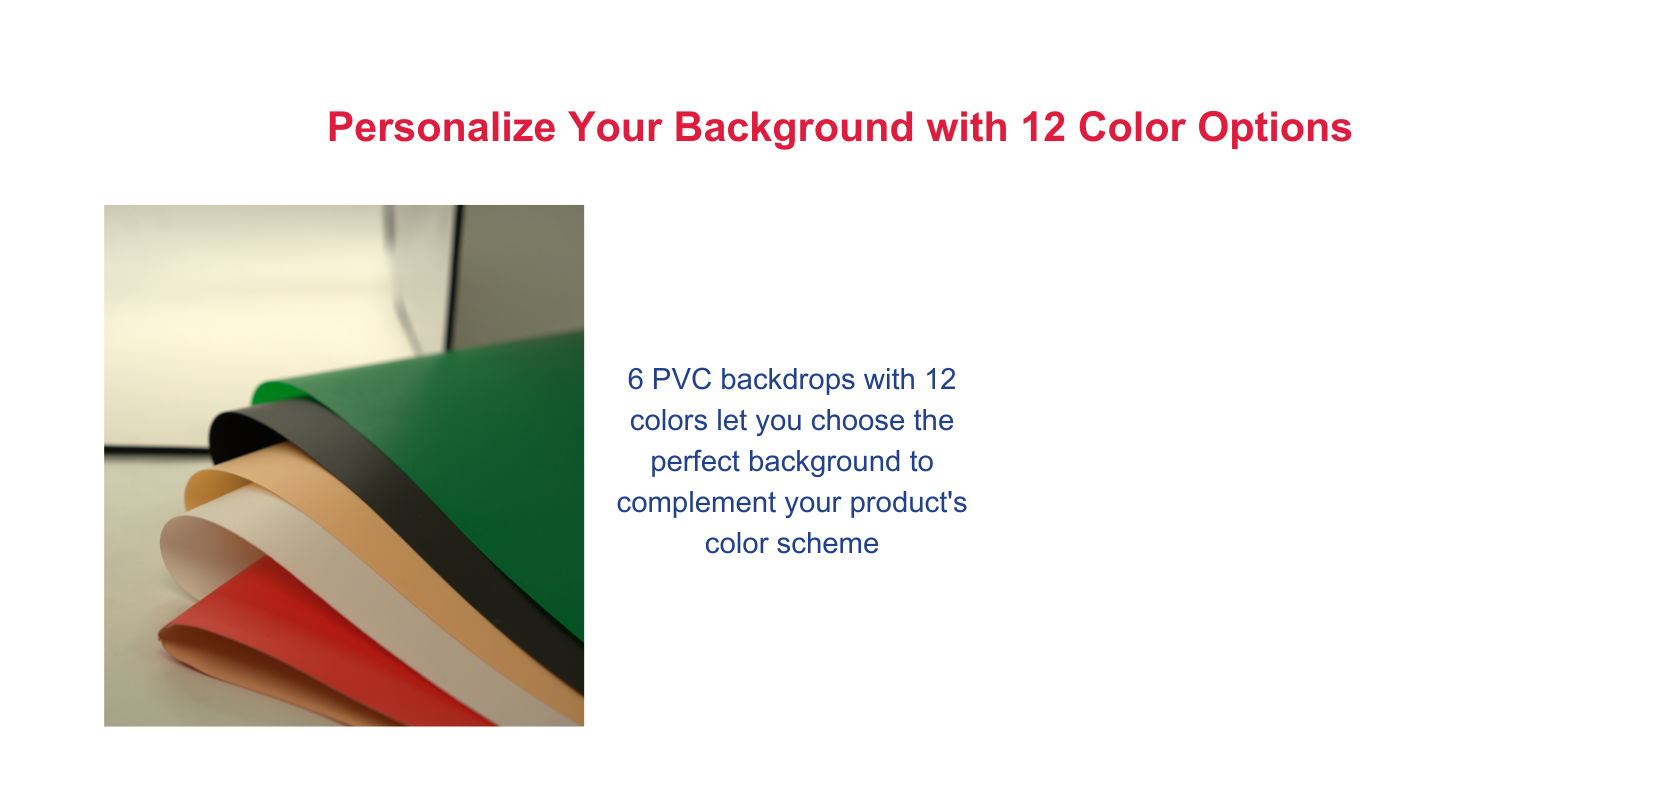 Personalize Your Background with 12 Color Options
6 PVC backdrops with 12
colors let you choose the
perfect background to
complement your product's
color scheme